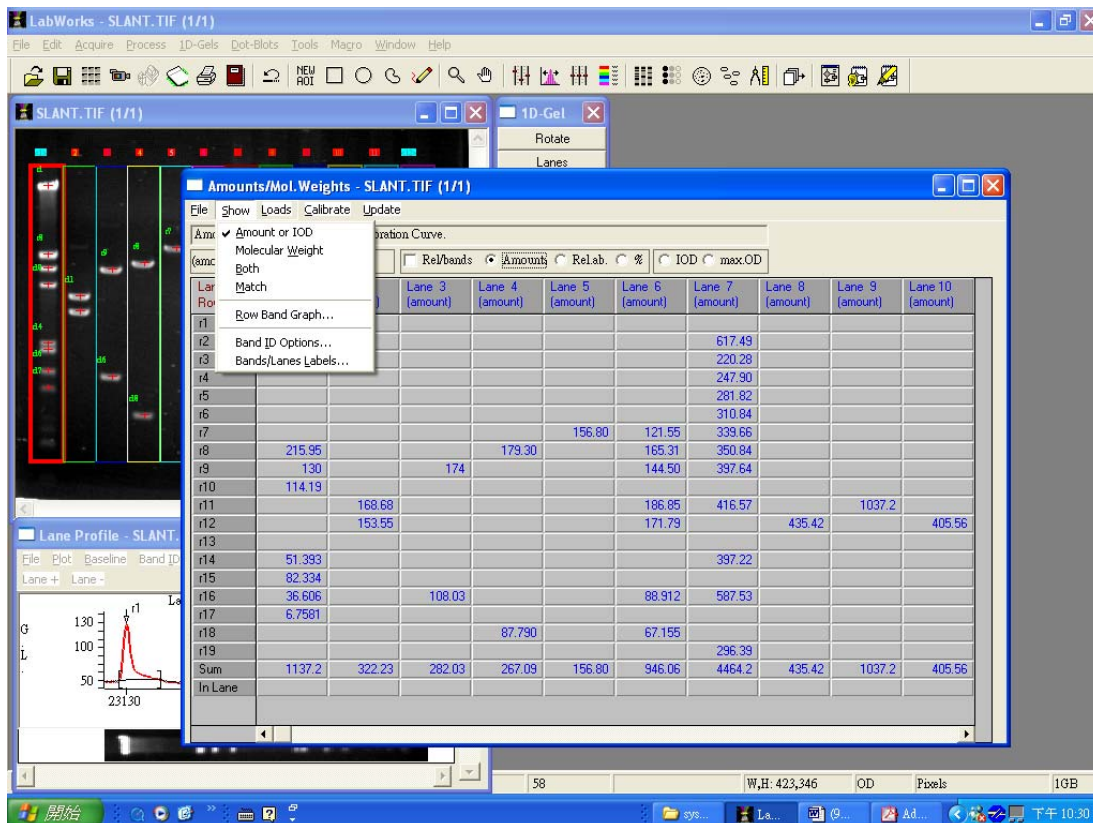 LabWorks - SLANT.TIF (1/1)
File Edit Acquire Process 1D-Gels Dot-Blots Tools Macro Window Help
NEW AOI
SLANT.TIF (1/1)
1D-Gel
Rotate
Lanes
Amounts/Mol.Weights - SLANT.TIF (1/1)
File Show Loads Calibrate Update
Amount or IOD
Molecular Weight
Both
Match
Row Band Graph...
Band ID Options...
Bands/Lanes Labels...
Curve.
Rel/bands Amounts Rel.ab. % IOD max.OD
Lane 3 Lane 4 Lane 5 Lane 6 Lane 7 Lane 8 Lane 9 Lane 10
(amount) (amount) (amount) (amount) (amount) (amount) (amount) (amount)
r1
r2 617.49
r3 220.28
r4 247.90
r5 281.82
r6 310.84
r7 156.80 121.55 339.66
r8 215.95 179.30 165.31 350.84
r9 130 174 144.50 397.64
r10 114.19
r11 168.68 186.85 416.57 1037.2
r12 153.55 171.79 435.42 405.56
r13
r14 51.393 397.22
r15 82.334
r16 36.606 108.03 88.912 587.53
r17 6.7581
r18 87.790 67.155
r19 296.39
Sum 1137.2 322.23 282.03 267.09 156.80 946.06 4464.2 435.42 1037.2 405.56
In Lane
Lane Profile - SLANT.
File Plot Baseline Band ID
Lane + Lane -
r1
130
100
50
23130
58 W,H: 423,346 OD Pixels 1GB
開始 sys... La... (9... Ad... 下午 10:30